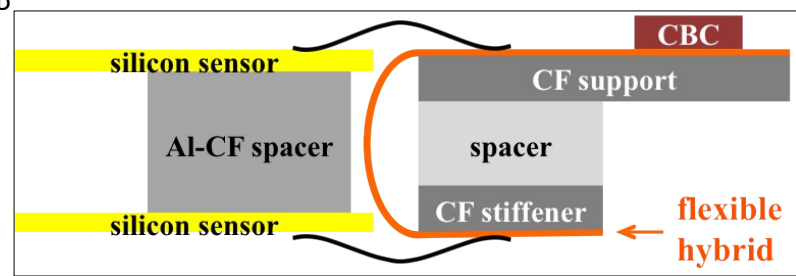 CBC
silicon sensor
CF support
Al-CF spacer
spacer
CF stiffener
silicon sensor
flexible
hybrid